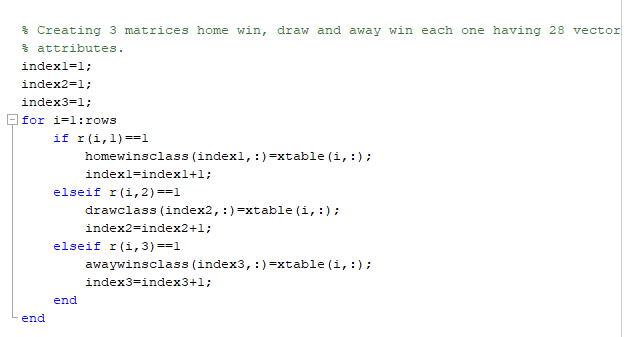 % Creating 3 matrices home win, draw and away win each one having 28 vector
% attributes.
index1=1;
index2=1;
index3=1;
for i=1:rows
    if r(i,1)==1
        homewinsclass(index1,:)=xtable(i,:);
        index1=index1+1;
    elseif r(i,2)==1
        drawclass(index2,:)=xtable(i,:);
        index2=index2+1;
    elseif r(i,3)==1
        awaywinsclass(index3,:)=xtable(i,:);
        index3=index3+1;
    end
end